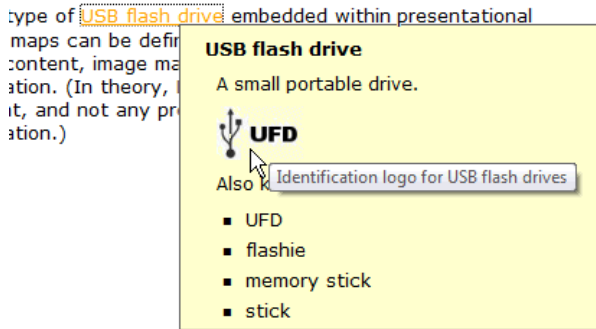 type of USB flash drive embedded within presentational
maps can be defin
content, image ma
ation. (In theory,
nt, and not any pr
ation.)
USB flash drive
A small portable drive.
UFD
Identification logo for USB flash drives
Also k
UFD
flashie
memory stick
stick